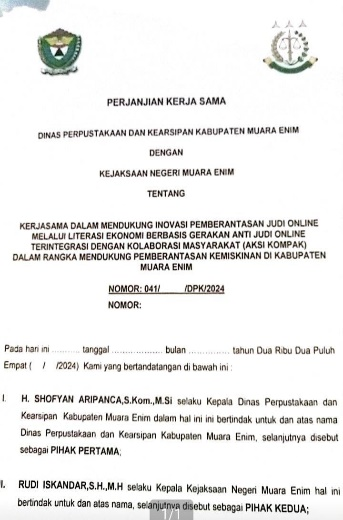 PERJANJIAN KERJA SAMA
DINAS PERPUSTAKAAN DAN KEARSIPAN KABUPATEN MUARA ENIM
DENGAN
KEJAKSAAN NEGERI MUARA ENIM
TENTANG
KERJASAMA DALAM MENDUKUNG INOVASI PEMBERANTASAN JUDI ONLINE
MELALUI LITERASI EKONOMI BERBASIS GERAKAN ANTI JUDI ONLINE
TERINTEGRASI DENGAN KOLABORASI MASYARAKAT (AKSI KOMPAK)
DALAM RANGKA MENDUKUNG PEMBERANTASAN KEMISKINAN DI KABUPATEN
MUARA ENIM
NOMOR: 041/______/DPK/2024
NOMOR:
Pada hari ini ........... tanggal ................... bulan ............... tahun Dua Ribu Dua Puluh
Empat ( / /2024) Kami yang bertandatangan di bawah ini :
I. H. SHOFYAN ARIPANCA,S.Kom.,M.Si selaku Kepala Dinas Perpustakaan dan
Kearsipan Kabupaten Muara Enim dalam hal ini ini bertindak untuk dan atas nama
Dinas Perpustakaan dan Kearsipan Kabupaten Muara Enim, selanjutnya disebut
sebagai PIHAK PERTAMA;
II. RUDI ISKANDAR,S.H.,M.H selaku Kepala Kejaksaan Negeri Muara Enim hal ini
bertindak untuk dan atas nama, selanjutnya disebut sebagai PIHAK KEDUA;
1/1